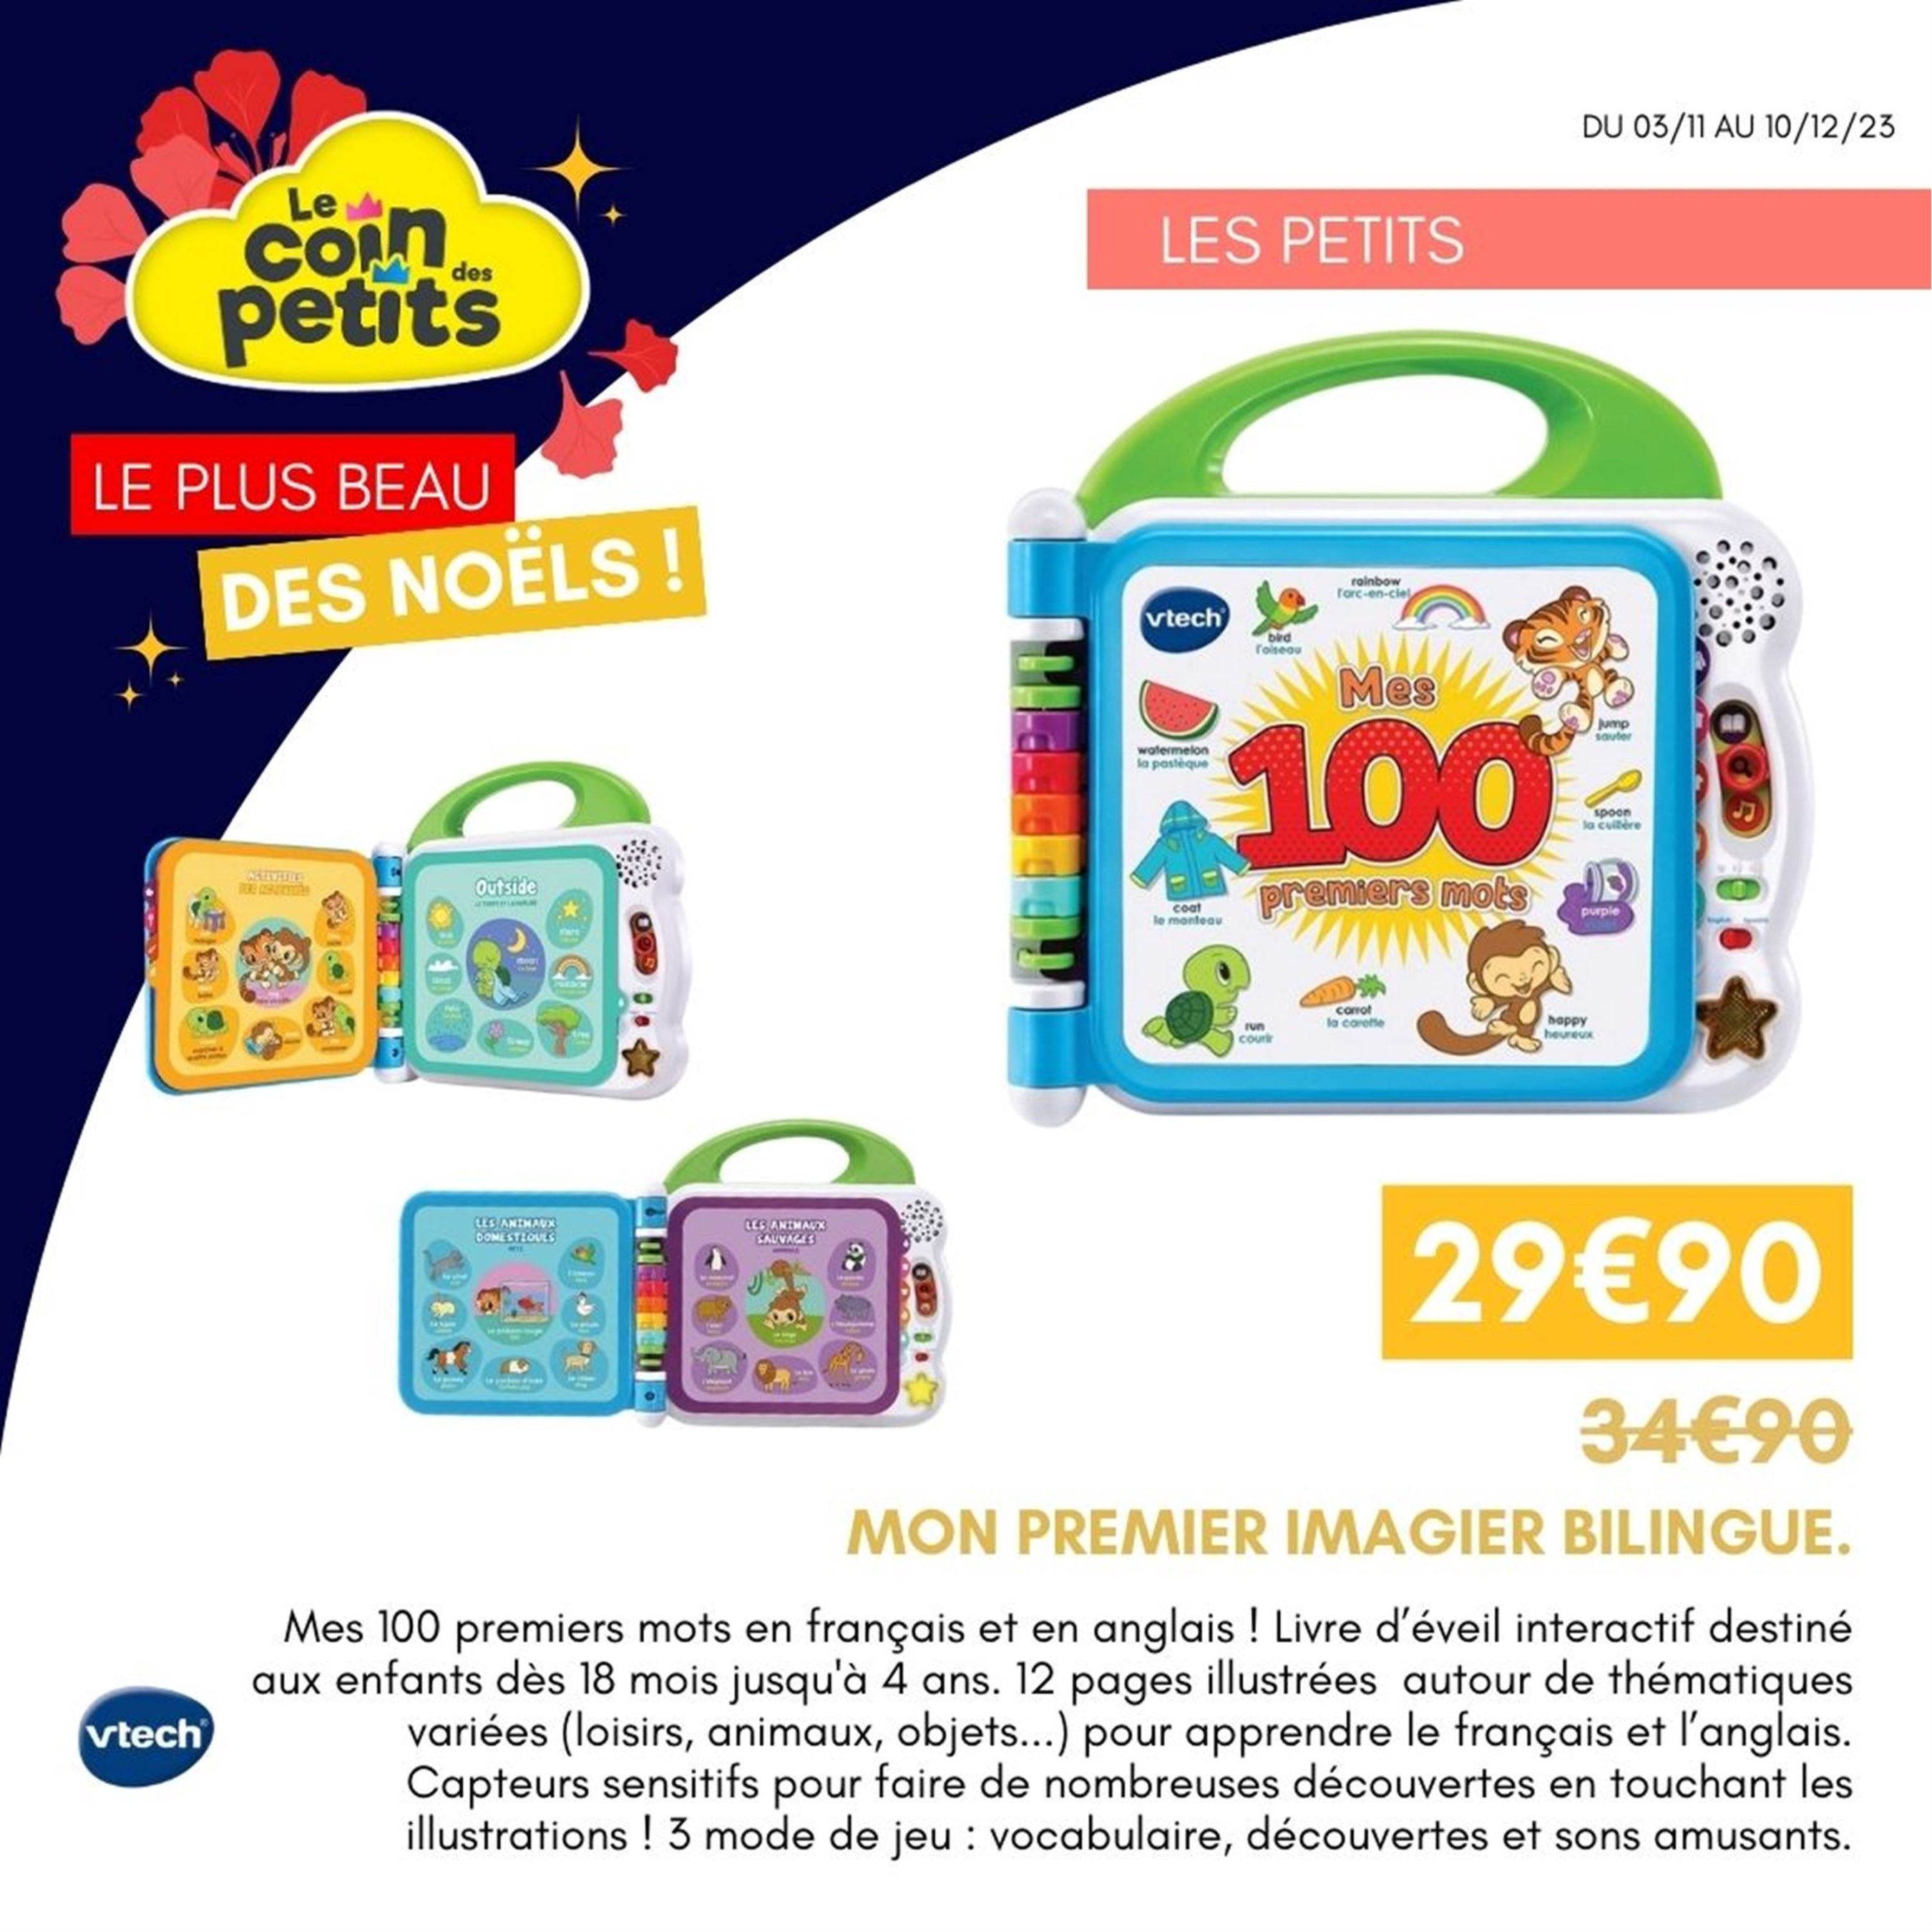 DU 03/11 AU 10/12/23
Le
coin
des
petits
LES PETITS
LE PLUS BEAU
DES NOËLS !
vtech
bird
l'oiseau
rainbow
l'arc-en-ciel
Mes
100
premiers mots
watermelon
la pastèque
jump
sauter
spoon
la cuillère
coat
le manteau
purple
run
courir
carrot
la carotte
happy
heureux
ACTIVITIES
DES ACTIVITÉS
Outside
LES ANIMAUX
DOMESTIQUES
PETS
LES ANIMAUX
SAUVAGES
29€90
34€90
MON PREMIER IMAGIER BILINGUE.
Mes 100 premiers mots en français et en anglais ! Livre d'éveil interactif destiné
aux enfants dès 18 mois jusqu'à 4 ans. 12 pages illustrées autour de thématiques
variées (loisirs, animaux, objets...) pour apprendre le français et l'anglais.
Capteurs sensitifs pour faire de nombreuses découvertes en touchant les
illustrations ! 3 mode de jeu : vocabulaire, découvertes et sons amusants.
vtech